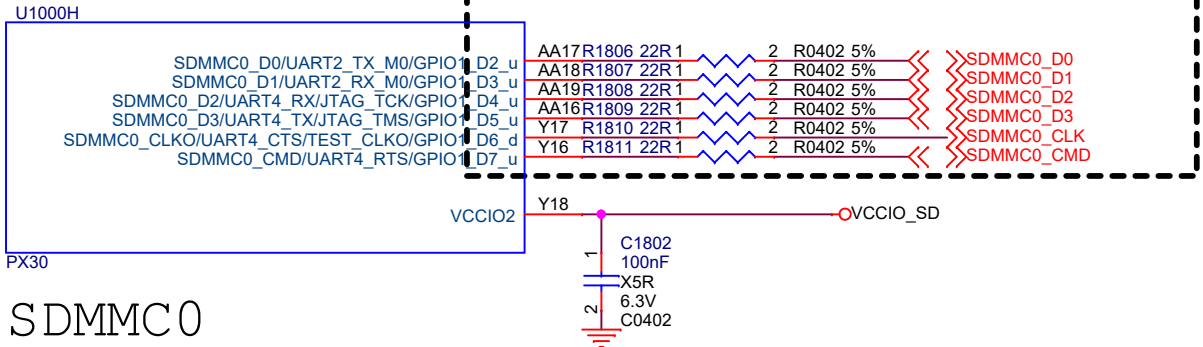 U1000H
SDMMC0_D0/UART2_TX_M0/GPIO1_D2_u AA17 R1806 22R 1 2 R0402 5% SDMMC0_D0
SDMMC0_D1/UART2_RX_M0/GPIO1_D3_u AA18 R1807 22R 1 2 R0402 5% SDMMC0_D1
SDMMC0_D2/UART4_RX/JTAG_TCK/GPIO1_D4_u AA19 R1808 22R 1 2 R0402 5% SDMMC0_D2
SDMMC0_D3/UART4_TX/JTAG_TMS/GPIO1_D5_u AA16 R1809 22R 1 2 R0402 5% SDMMC0_D3
SDMMC0_CLKO/UART4_CTS/TEST_CLKO/GPIO1_D6_d Y17 R1810 22R 1 2 R0402 5% SDMMC0_CLK
SDMMC0_CMD/UART4_RTS/GPIO1_D7_u Y16 R1811 22R 1 2 R0402 5% SDMMC0_CMD
VCCIO2 Y18 VCCIO_SD
PX30
1
C1802
100nF
X5R
6.3V
2
C0402
SDMMC0